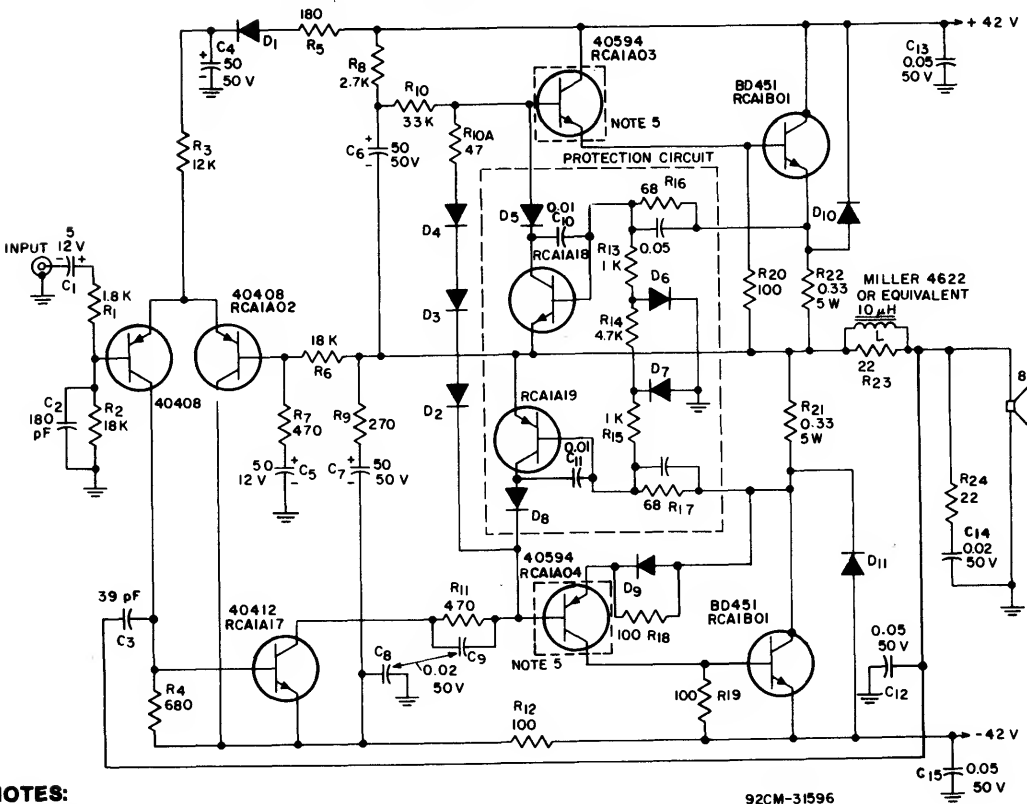 180
R5
D1
C4
50
50 V
+
-
+ 42 V
40594
RCA1A03
C13
0.05
50 V
R8
2.7K
R10
33 K
BD451
RCA1B01
NOTE 5
R10A
47
C6
50
50V
+
-
R3
12K
PROTECTION CIRCUIT
68
R16
D5
0.01
C10
0.05
D4
D10
RCA1A18
R13
1 K
INPUT
5
12 V
- +
C1
1.8 K
R1
40408
RCA1A02
D6
R20
100
R22
0.33
5 W
MILLER 4622
OR EQUIVALENT
10 µH
L
D3
R14
4.7K
18 K
R6
22
R23
8
D7
RCA1A19
C2
180
pF
R2
18K
40408
R7
470
R9
270
D2
1 K
R15
R21
0.33
5 W
0.01
C11
50
12 V
+
-
C5
C7
+
-
50
50 V
68
R17
R24
22
D8
C14
0.02
50 V
40594
RCA1A04
D9
D11
39 pF
C3
40412
RCA1A17
R11
470
BD451
RCA1B01
100 R18
C8
C9
0.02
50 V
NOTE 5
0.05
50 V
C12
R4
680
100
R19
R12
100
- 42 V
C15
0.05
50 V
NOTES:
92CM-31596